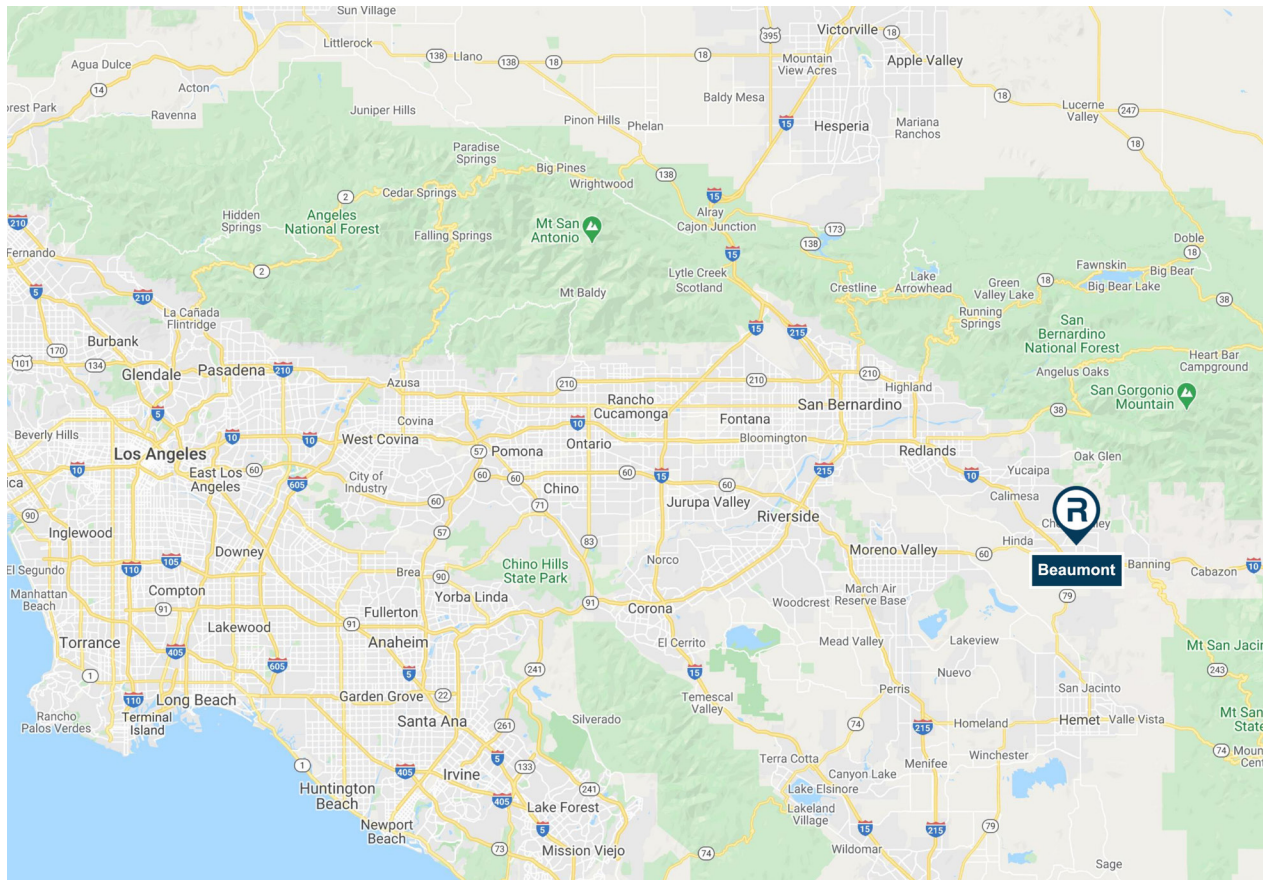 Sun Village
Victorville
18
395
Littlerock
138
Llano
138
18
18
Mountain
View Acres
Apple Valley
Agua Dulce
14
Acton
Baldy Mesa
18
Lucerne
Valley
247
Ravenna
Juniper Hills
Pinon Hills
Phelan
15
Hesperia
Mariana
Ranchos
18
Paradise
Springs
Big Pines
138
Cedar Springs
Wrightwood
2
15
210
Hidden
Springs
Angeles
National Forest
Falling Springs
Mt San
Antonio
Alray
Cajon Junction
173
138
Doble
18
Fernando
2
15
Lytle Creek
Scotland
Crestline
Lake
Arrowhead
Green
Valley Lake
18
Fawnskin
Big Bear
Big Bear Lake
38
5
210
Mt Baldy
La Cañada
Flintridge
15
215
Running
Springs
San
Bernardino
National Forest
Burbank
170
101
134
Glendale
Pasadena
210
Azusa
210
210
210
Highland
Angelus Oaks
Heart Bar
Campground
San Gorgonio
Mountain
5
Rancho
Cucamonga
San Bernardino
38
Covina
10
Fontana
Beverly Hills
10
10
West Covina
57
Pomona
Ontario
Bloomington
Redlands
Los Angeles
10
East Los
Angeles
60
605
City of
Industry
60
60
60
15
60
215
10
Yucaipa
Oak Glen
Chino
Jurupa Valley
Calimesa
90
60
71
Riverside
R
Inglewood
57
83
Hinda
Downey
Moreno Valley
60
Beaumont
Banning
10
Cabazon
El Segundo
110
105
Brea
90
Chino Hills
State Park
Norco
Manhattan
Beach
Compton
91
Yorba Linda
91
Corona
Woodcrest
March Air
Reserve Base
79
Fullerton
91
Lakewood
Anaheim
Torrance
405
El Cerrito
Mead Valley
Lakeview
605
5
241
15
Nuevo
243
1
110
Long Beach
Garden Grove
22
Temescal
Valley
Perris
San Jacinto
Rancho
Palos Verdes
Terminal
Island
Santa Ana
261
Silverado
74
215
Homeland
Hemet
Valle Vista
74
5
Terra Cotta
Winchester
1
405
Irvine
133
Canyon Lake
Menifee
Huntington
Beach
405
241
Lake Elsinore
Lakeland
Village
Lake Forest
Newport
Beach
5
15
215
79
73
Mission Viejo
74
Wildomar
Sage